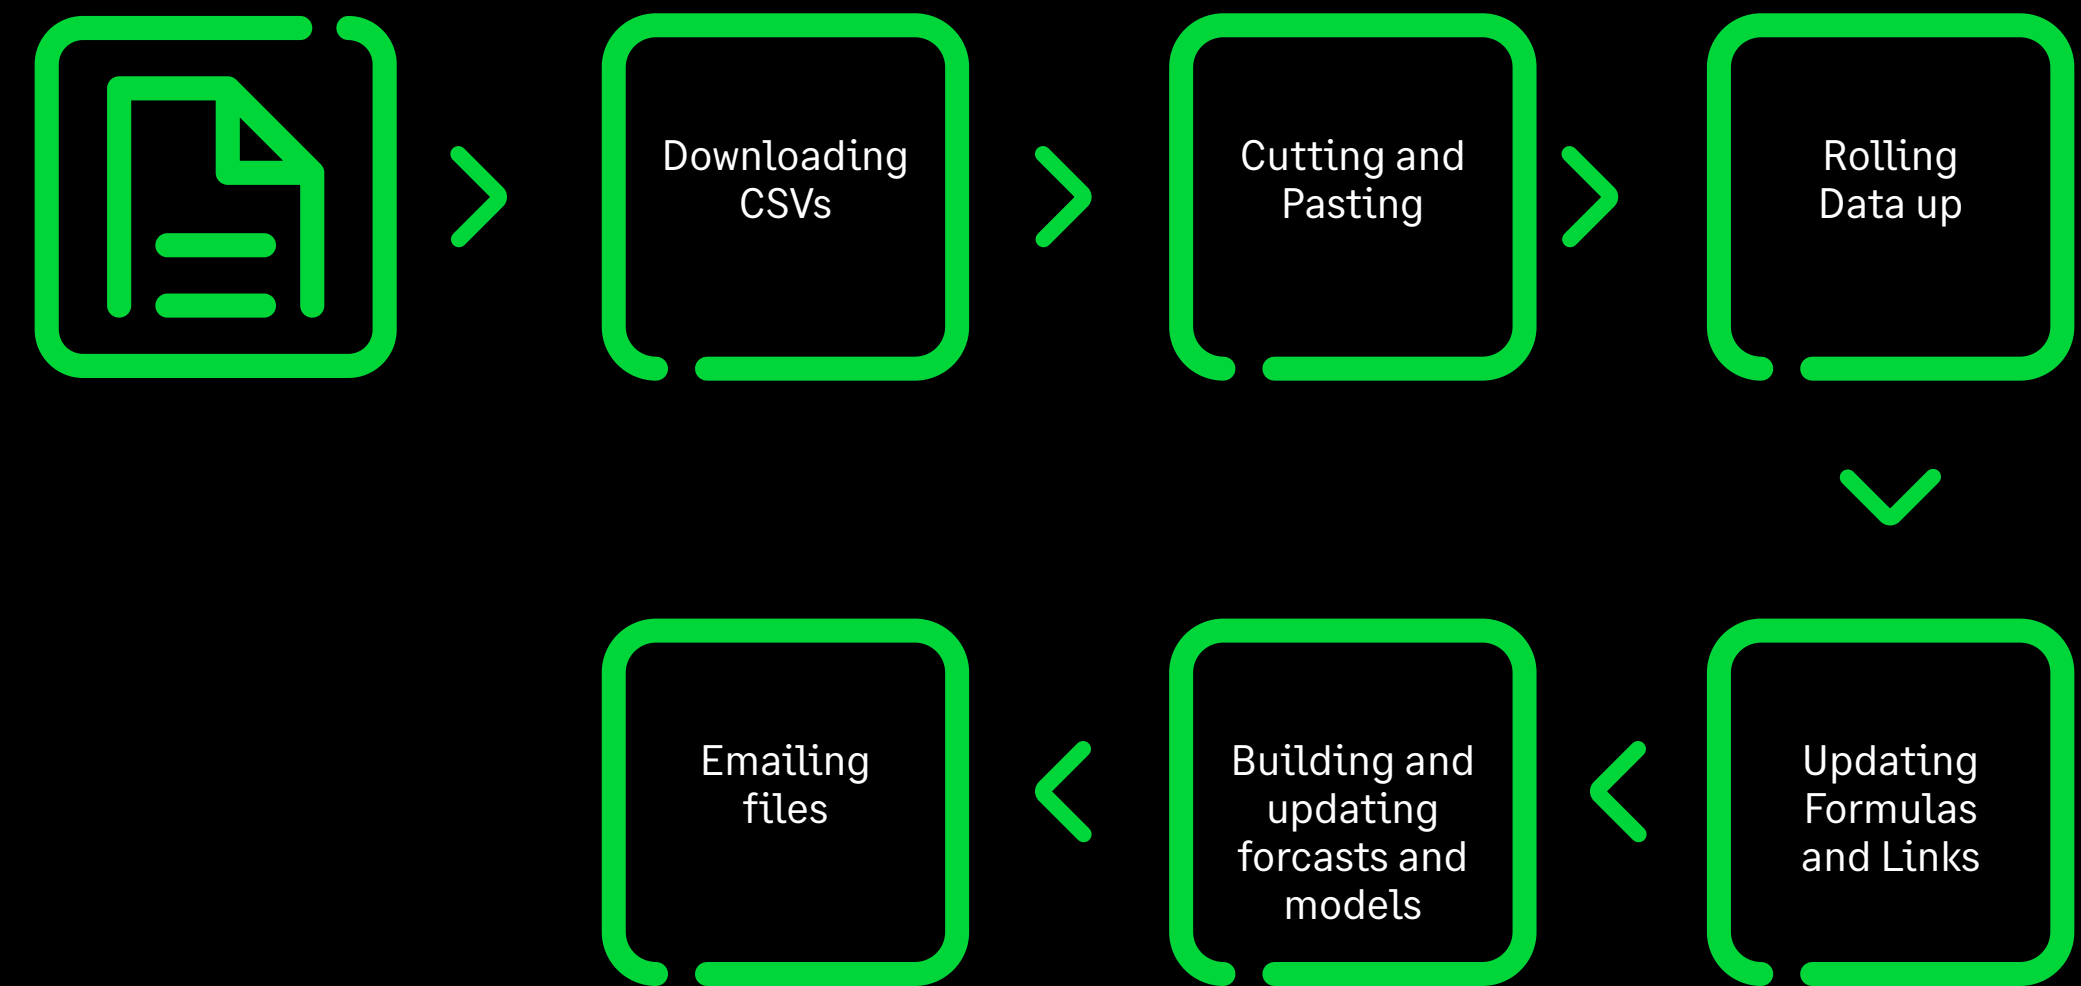 Downloading
CSVs
Cutting and
Pasting
Rolling
Data up
Updating
Formulas
and Links
Building and
updating
forcasts and
models
Emailing
files